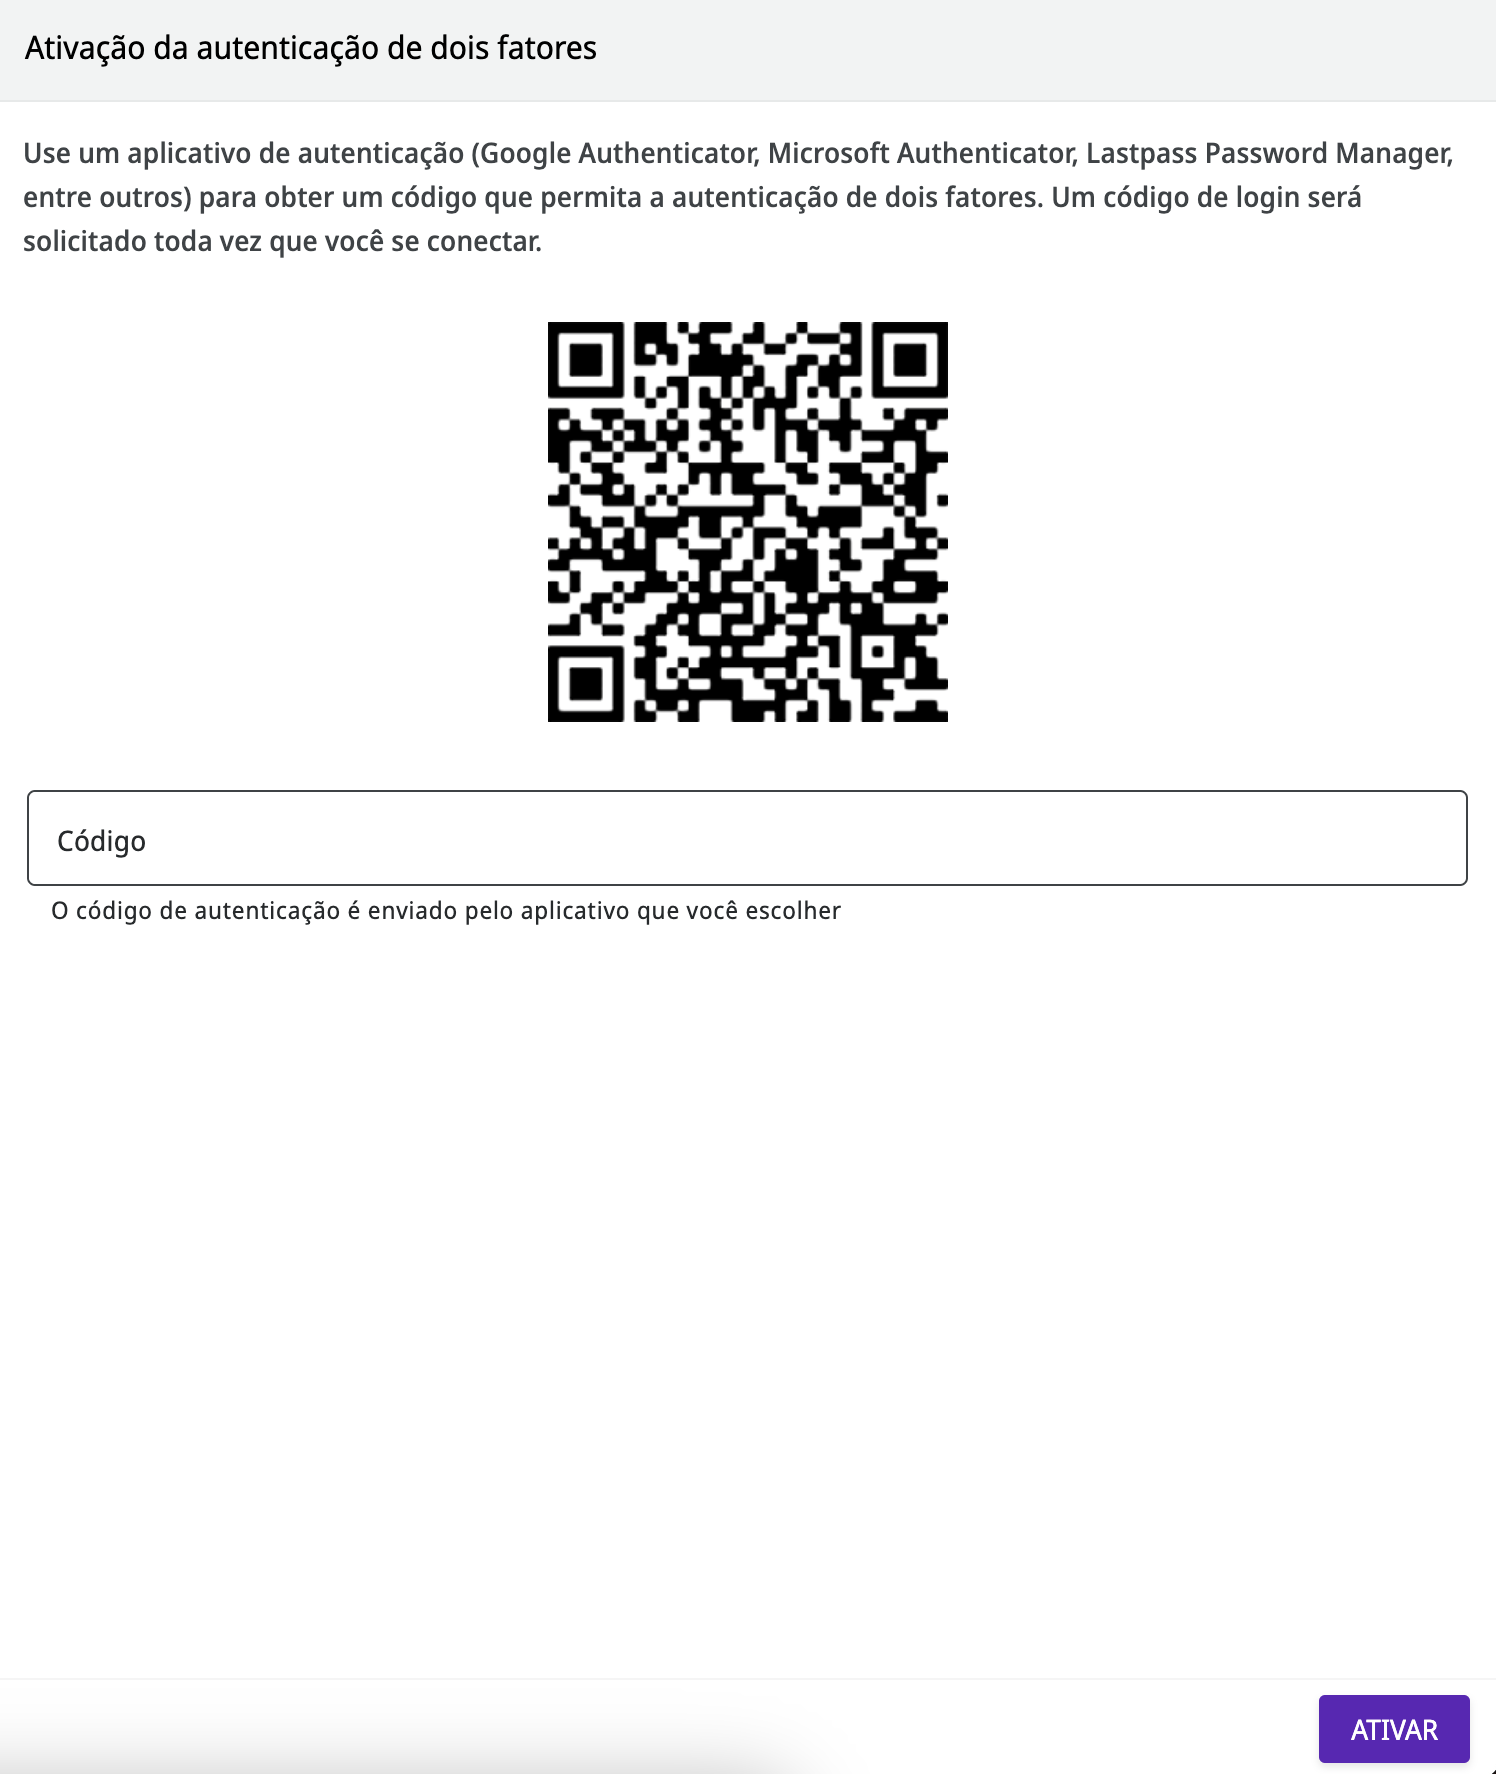 Ativação da autenticação de dois fatores
Use um aplicativo de autenticação (Google Authenticator, Microsoft Authenticator, Lastpass Password Manager,
entre outros) para obter um código que permita a autenticação de dois fatores. Um código de login será
solicitado toda vez que você se conectar.
Código
O código de autenticação é enviado pelo aplicativo que você escolher
ATIVAR